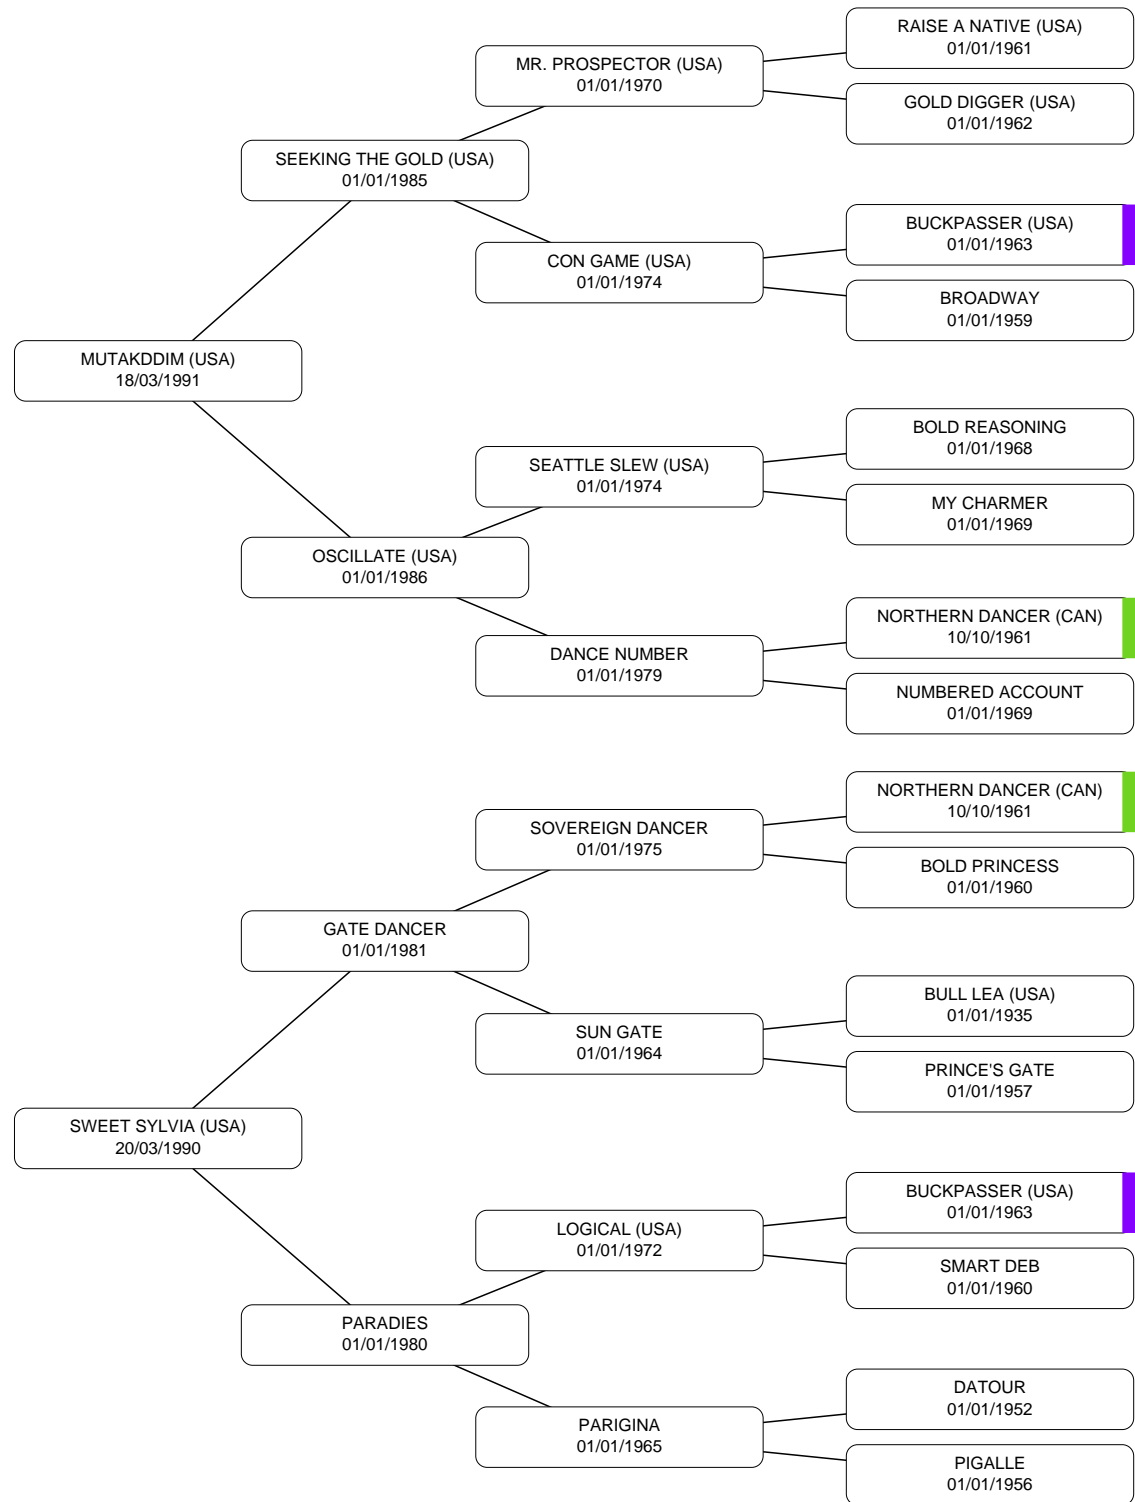 RAISE A NATIVE (USA)
01/01/1961
MR. PROSPECTOR (USA)
01/01/1970
GOLD DIGGER (USA)
01/01/1962
SEEKING THE GOLD (USA)
01/01/1985
BUCKPASSER (USA)
01/01/1963
CON GAME (USA)
01/01/1974
BROADWAY
01/01/1959
MUTAKDDIM (USA)
18/03/1991
BOLD REASONING
01/01/1968
SEATTLE SLEW (USA)
01/01/1974
MY CHARMER
01/01/1969
OSCILLATE (USA)
01/01/1986
NORTHERN DANCER (CAN)
10/10/1961
DANCE NUMBER
01/01/1979
NUMBERED ACCOUNT
01/01/1969
NORTHERN DANCER (CAN)
10/10/1961
SOVEREIGN DANCER
01/01/1975
BOLD PRINCESS
01/01/1960
GATE DANCER
01/01/1981
BULL LEA (USA)
01/01/1935
SUN GATE
01/01/1964
PRINCE'S GATE
01/01/1957
SWEET SYLVIA (USA)
20/03/1990
BUCKPASSER (USA)
01/01/1963
LOGICAL (USA)
01/01/1972
SMART DEB
01/01/1960
PARADIES
01/01/1980
DATOUR
01/01/1952
PARIGINA
01/01/1965
PIGALLE
01/01/1956